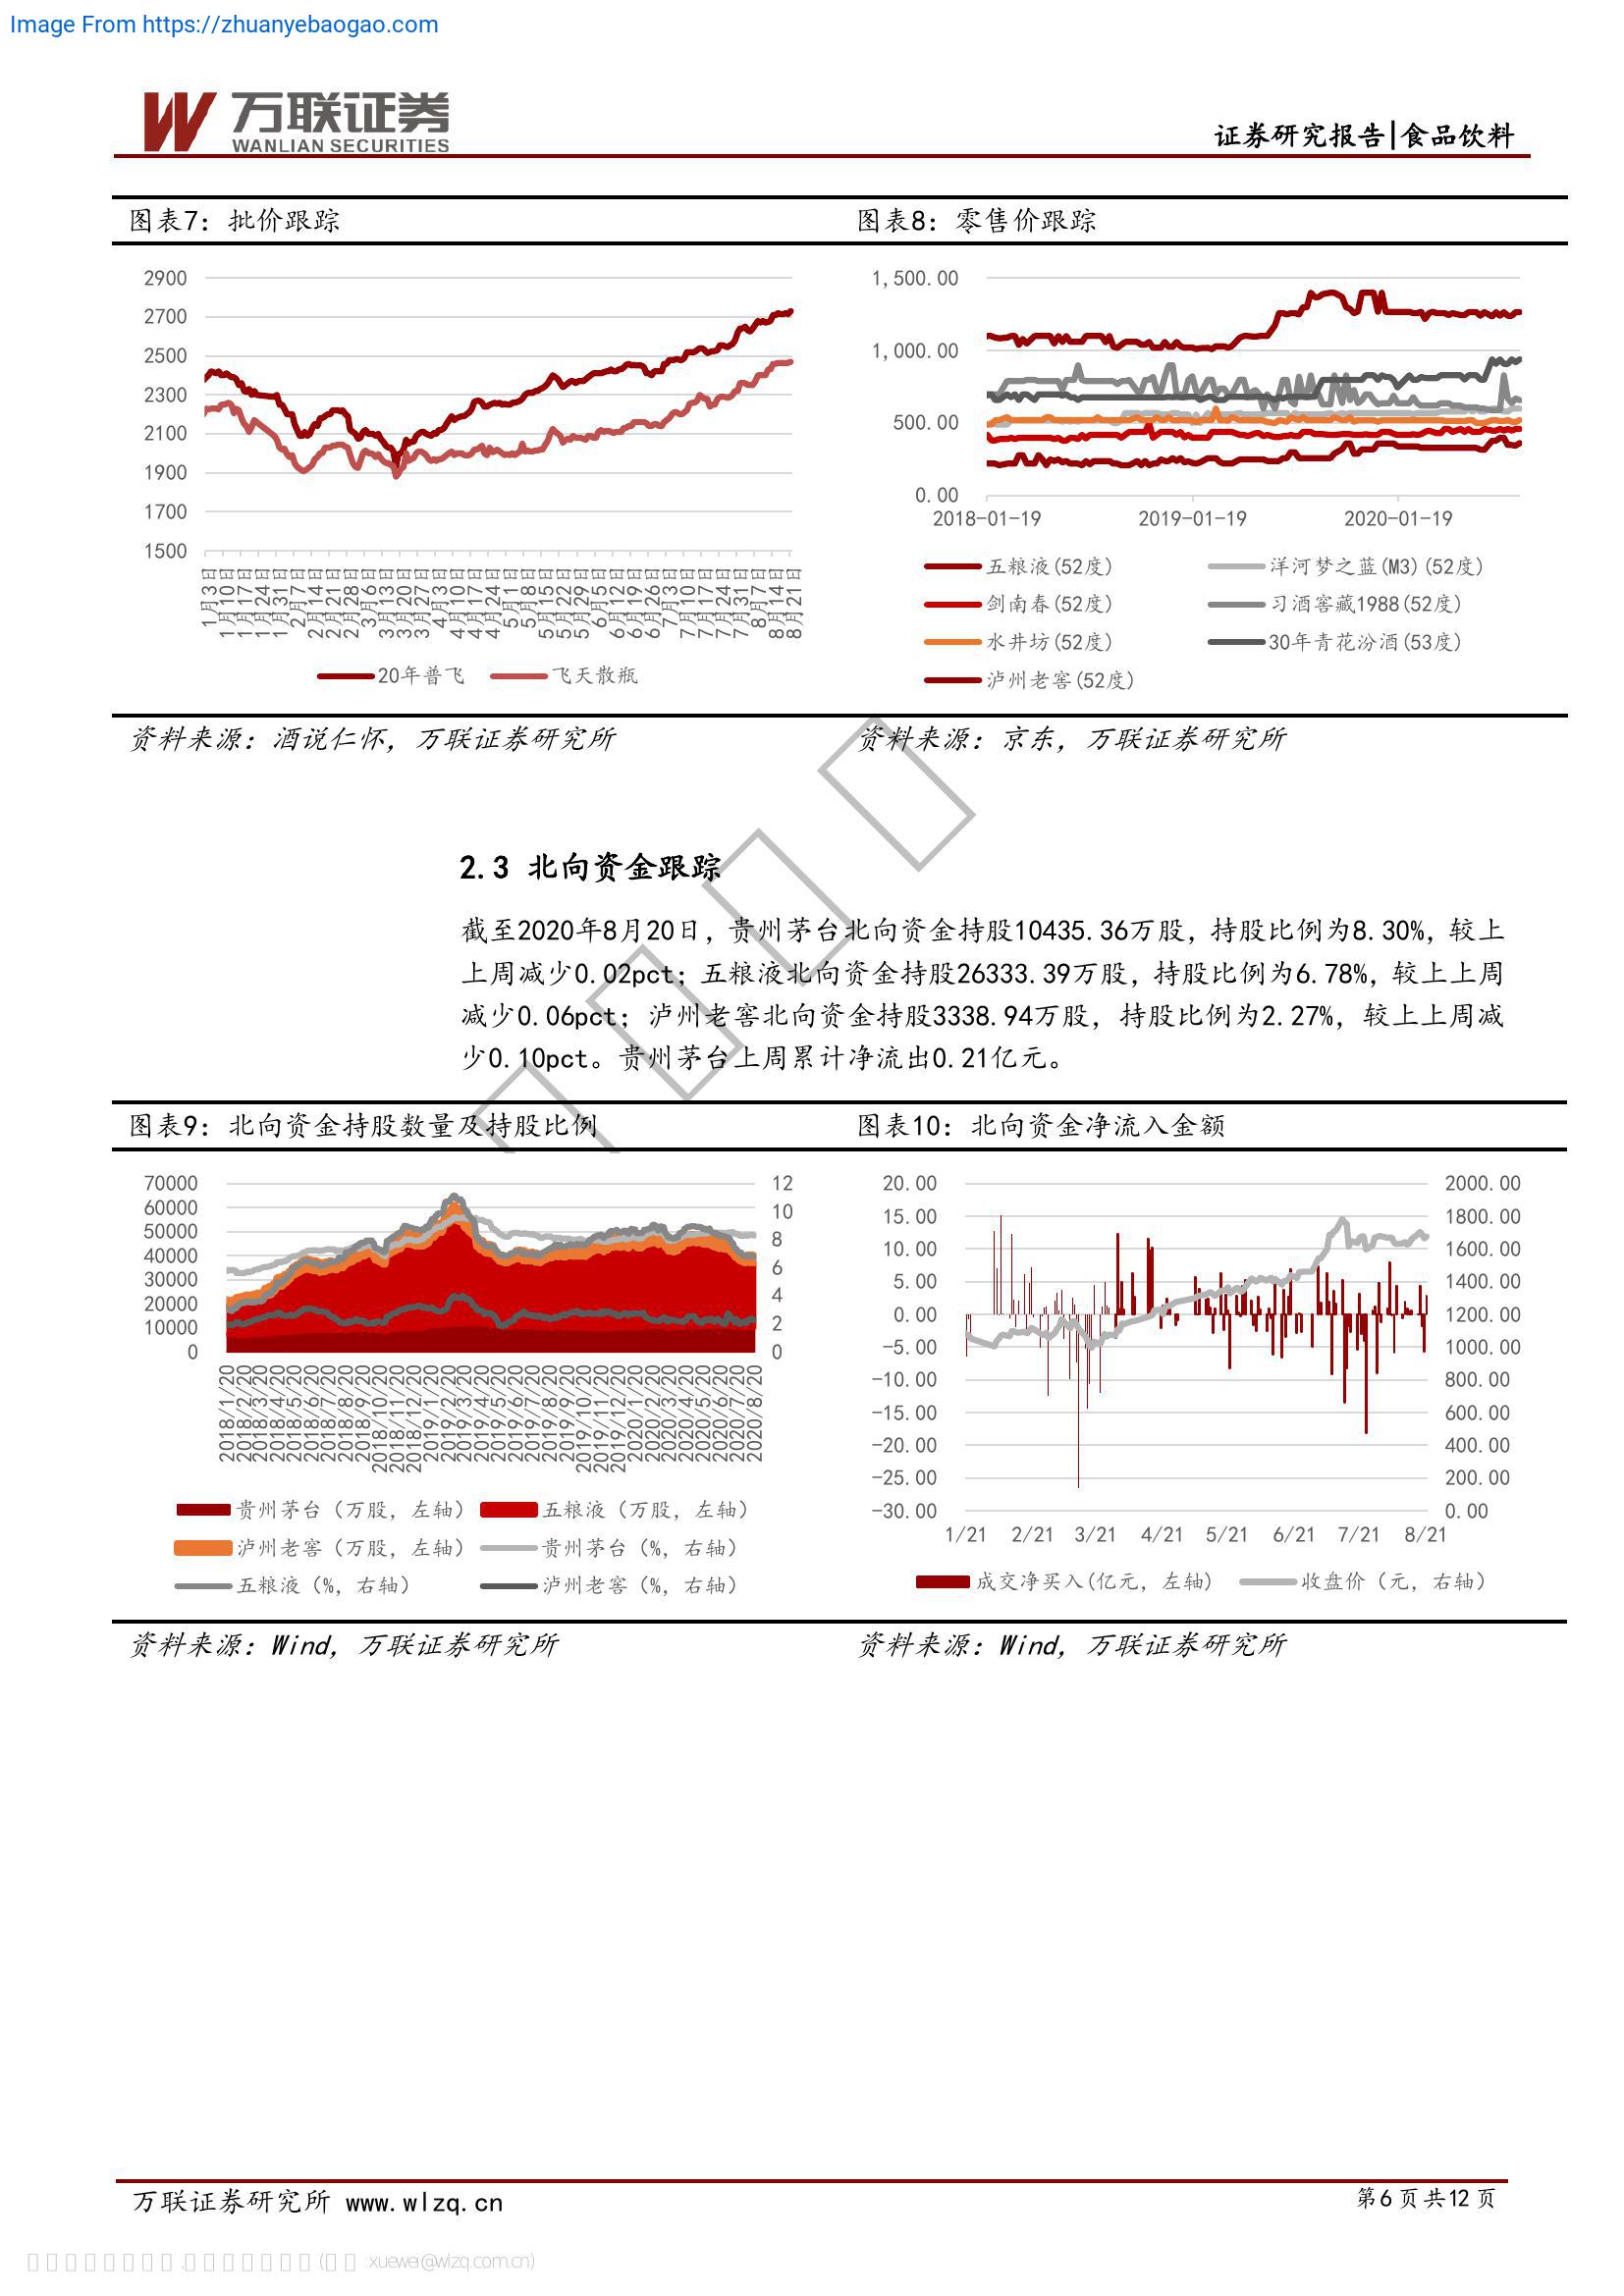 Image From https://zhuanyebaogao.com
万联证券
WANLIAN SECURITIES
证券研究报告|食品饮料
图表7：批价跟踪
图表8：零售价跟踪
2900
2700
2500
2300
2100
1900
1700
1500
1月3日
1月10日
1月17日
1月24日
1月31日
2月7日
2月14日
2月21日
2月28日
3月6日
3月13日
3月20日
3月27日
4月3日
4月10日
4月17日
4月24日
5月1日
5月8日
5月15日
5月22日
5月29日
6月5日
6月12日
6月19日
6月26日
7月3日
7月10日
7月17日
7月24日
7月31日
8月7日
8月14日
8月21日
20年普飞 飞天散瓶
1,500.00
1,000.00
500.00
0.00
2018-01-19 2019-01-19 2020-01-19
五粮液(52度) 洋河梦之蓝(M3)(52度)
剑南春(52度) 习酒窖藏1988(52度)
水井坊(52度) 30年青花汾酒(53度)
泸州老窖(52度)
资料来源：酒说仁怀，万联证券研究所
资料来源：京东，万联证券研究所
2.3 北向资金跟踪
截至2020年8月20日，贵州茅台北向资金持股10435.36万股，持股比例为8.30%，较上
上周减少0.02pct；五粮液北向资金持股26333.39万股，持股比例为6.78%，较上上周
减少0.06pct；泸州老窖北向资金持股3338.94万股，持股比例为2.27%，较上上周减
少0.10pct。贵州茅台上周累计净流出0.21亿元。
图表9：北向资金持股数量及持股比例
图表10：北向资金净流入金额
70000
60000
50000
40000
30000
20000
10000
0
12
10
8
6
4
2
0
2018/1/20
2018/2/20
2018/3/20
2018/4/20
2018/5/20
2018/6/20
2018/7/20
2018/8/20
2018/9/20
2018/10/20
2018/11/20
2018/12/20
2019/1/20
2019/2/20
2019/3/20
2019/4/20
2019/5/20
2019/6/20
2019/7/20
2019/8/20
2019/9/20
2019/10/20
2019/11/20
2019/12/20
2020/1/20
2020/2/20
2020/3/20
2020/4/20
2020/5/20
2020/6/20
2020/7/20
2020/8/20
贵州茅台（万股，左轴） 五粮液（万股，左轴）
泸州老窖（万股，左轴） 贵州茅台（%，右轴）
五粮液（%，右轴） 泸州老窖（%，右轴）
20.00
15.00
10.00
5.00
0.00
-5.00
-10.00
-15.00
-20.00
-25.00
-30.00
2000.00
1800.00
1600.00
1400.00
1200.00
1000.00
800.00
600.00
400.00
200.00
0.00
1/21 2/21 3/21 4/21 5/21 6/21 7/21 8/21
成交净买入(亿元，左轴) 收盘价（元，右轴）
资料来源：Wind，万联证券研究所
资料来源：Wind，万联证券研究所
万联证券研究所 www.wlzq.cn
第6页共12页
:xuewei@wlzq.com.cn)